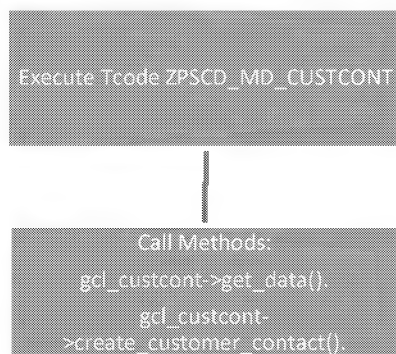 Execute Tcode ZPSCD_MD_CUSTCONT
Call Methods:
gcl_custcont->get_data().
gcl_custcont-
>create_customer_contact().